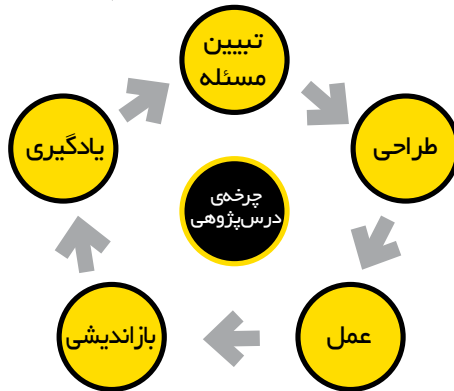 تبیین
مسئله
طراحی
عمل
بازاندیشی
یادگیری
چرخه‌ی
درس‌پژوهی